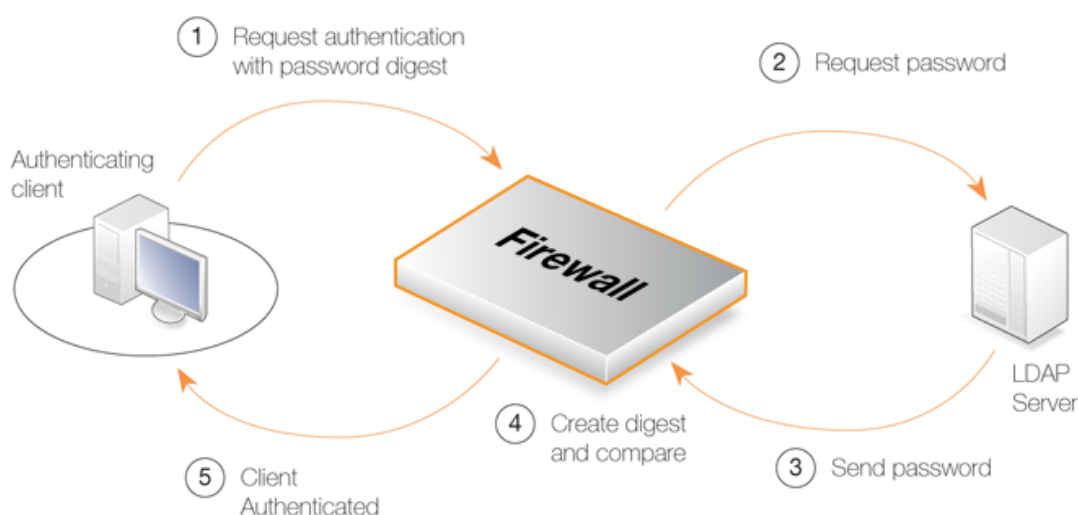 1 Request authentication
with password digest
2 Request password
Authenticating
client
Firewall
LDAP
Server
4 Create digest
and compare
3 Send password
5 Client
Authenticated